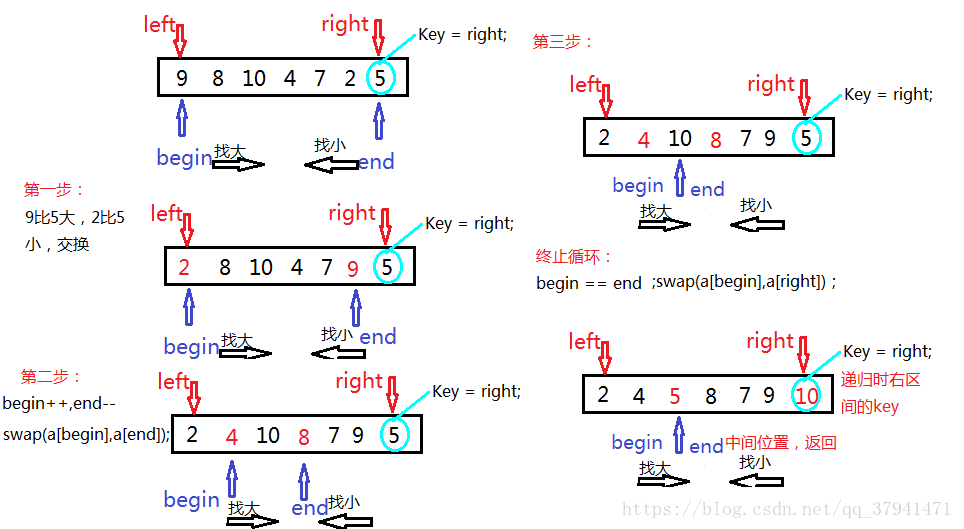 left
right
Key = right;
9 8 10 4 7 2 5
begin
找大
找小
end
第一步：
9比5大，2比5
小，交换
left
right
Key = right;
2 8 10 4 7 9 5
begin
找大
找小
end
第二步：
begin++,end--
swap(a[begin],a[end]);
left
right
Key = right;
2 4 10 8 7 9 5
begin
找大
end
找小
第三步：
left
right
Key = right;
2 4 10 8 7 9 5
begin
end
找大
找小
终止循环：
begin == end ;swap(a[begin],a[right]) ;
left
right
Key = right;
2 4 5 8 7 9 10
递归时右区
间的key
begin
end
中间位置，返回
找大
找小
https://blog.csdn.net/qq_37941471